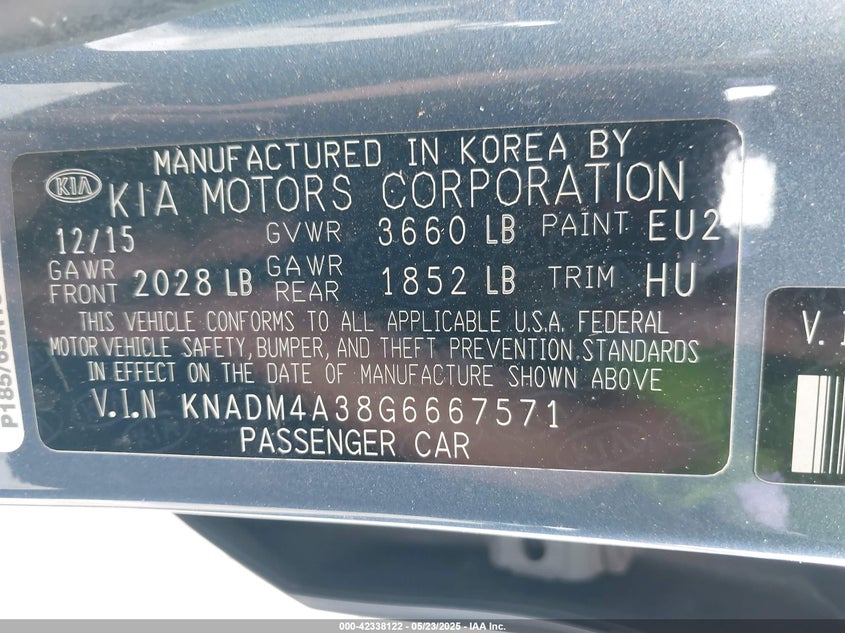 MANUFACTURED IN KOREA BY
KIA KIA MOTORS CORPORATION
12/15 GVWR 3660 LB PAINT EU2
GAWR FRONT 2028 LB GAWR REAR 1852 LB TRIM HU
THIS VEHICLE CONFORMS TO ALL APPLICABLE U.S.A. FEDERAL
MOTOR VEHICLE SAFETY, BUMPER, AND THEFT PREVENTION STANDARDS
IN EFFECT ON THE DATE OF MANUFACTURE SHOWN ABOVE
V.I.N KNADM4A38G6667571
PASSENGER CAR
V.I
000-42338122 — 05/23/2025 — IAA Inc.